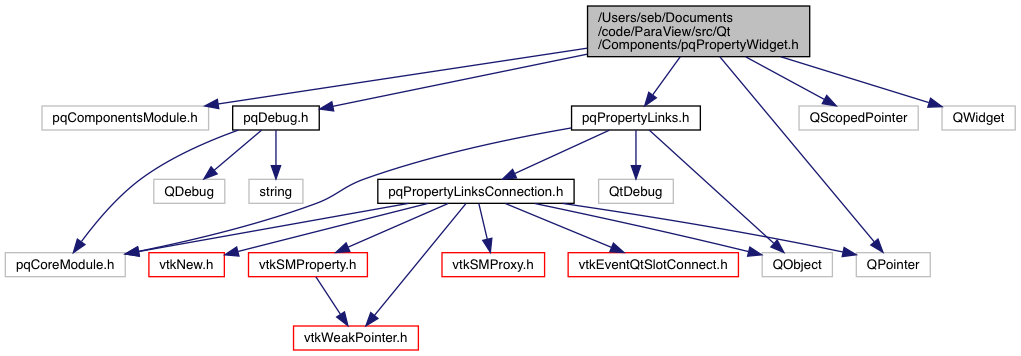 /Users/seb/Documents
/code/ParaView/src/Qt
/Components/pqPropertyWidget.h
pqComponentsModule.h
pqDebug.h
pqPropertyLinks.h
QScopedPointer
QWidget
QDebug
string
pqPropertyLinksConnection.h
QtDebug
pqCoreModule.h
vtkNew.h
vtkSMProperty.h
vtkSMProxy.h
vtkEventQtSlotConnect.h
QObject
QPointer
vtkWeakPointer.h